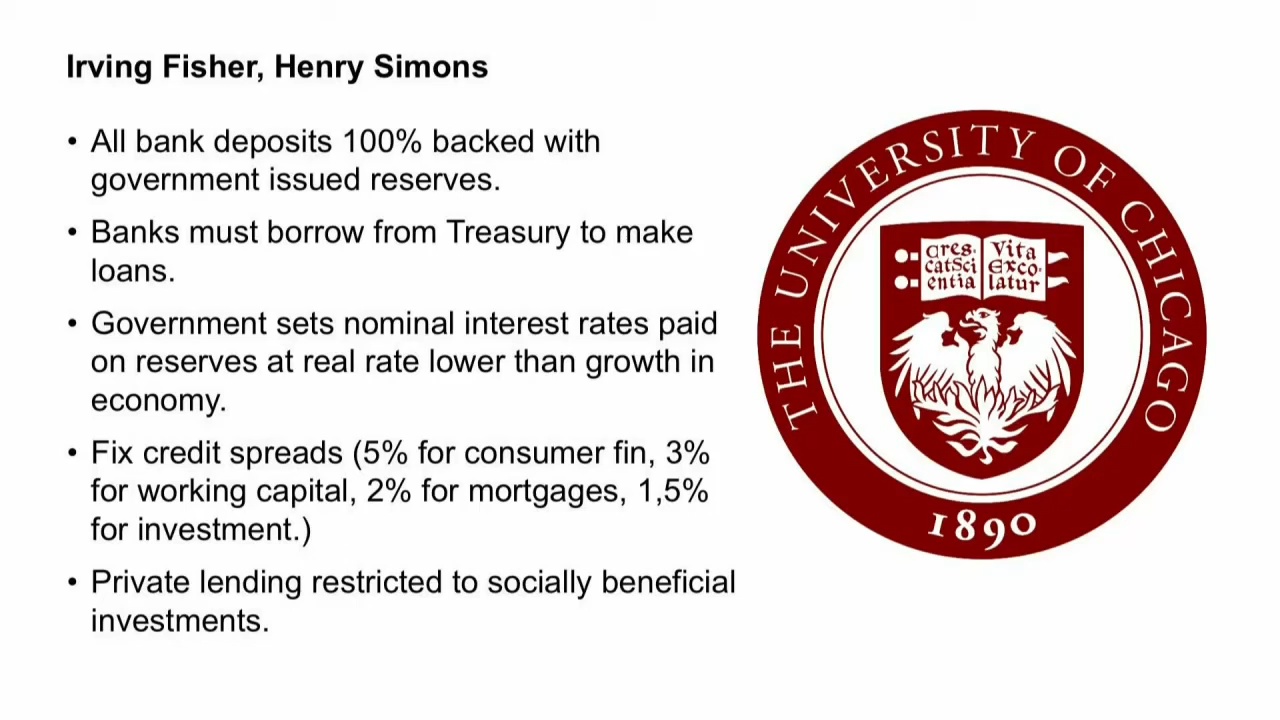 Irving Fisher, Henry Simons
• All bank deposits 100% backed with
government issued reserves.
• Banks must borrow from Treasury to make
loans.
• Government sets nominal interest rates paid
on reserves at real rate lower than growth in
economy.
• Fix credit spreads (5% for consumer fin, 3%
for working capital, 2% for mortgages, 1,5%
for investment.)
• Private lending restricted to socially beneficial
investments.
THE UNIVERSITY OF CHICAGO
Cres-
catSci
entia
Vita
Exco-
latur
1890